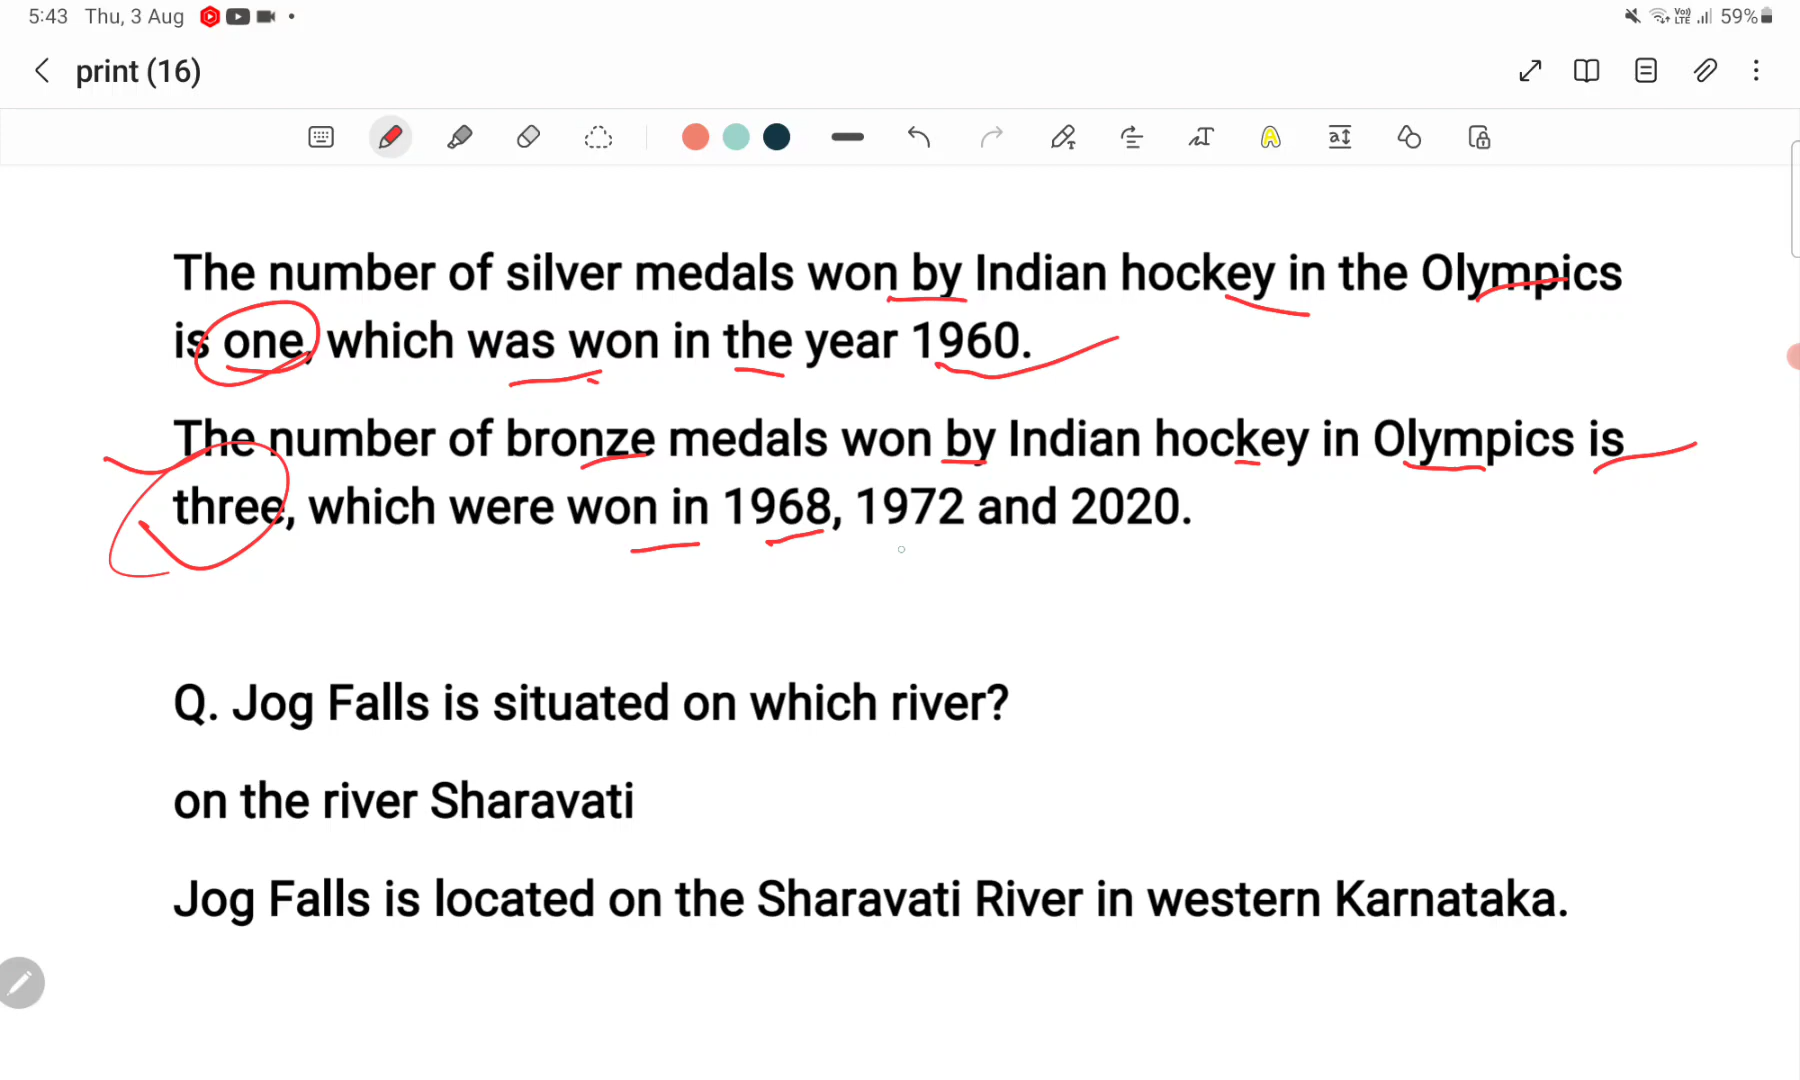 5:43 Thu, 3 Aug 59%
print (16)
The number of silver medals won by Indian hockey in the Olympics
is one, which was won in the year 1960.
The number of bronze medals won by Indian hockey in Olympics is
three, which were won in 1968, 1972 and 2020.
Q. Jog Falls is situated on which river?
on the river Sharavati
Jog Falls is located on the Sharavati River in western Karnataka.